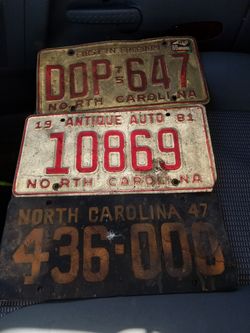 FIRST IN FREEDOM
DDP 75 647
NORTH CAROLINA
19 ANTIQUE AUTO 81
10869
NORTH CAROLINA
NORTH CAROLINA 47
436-000